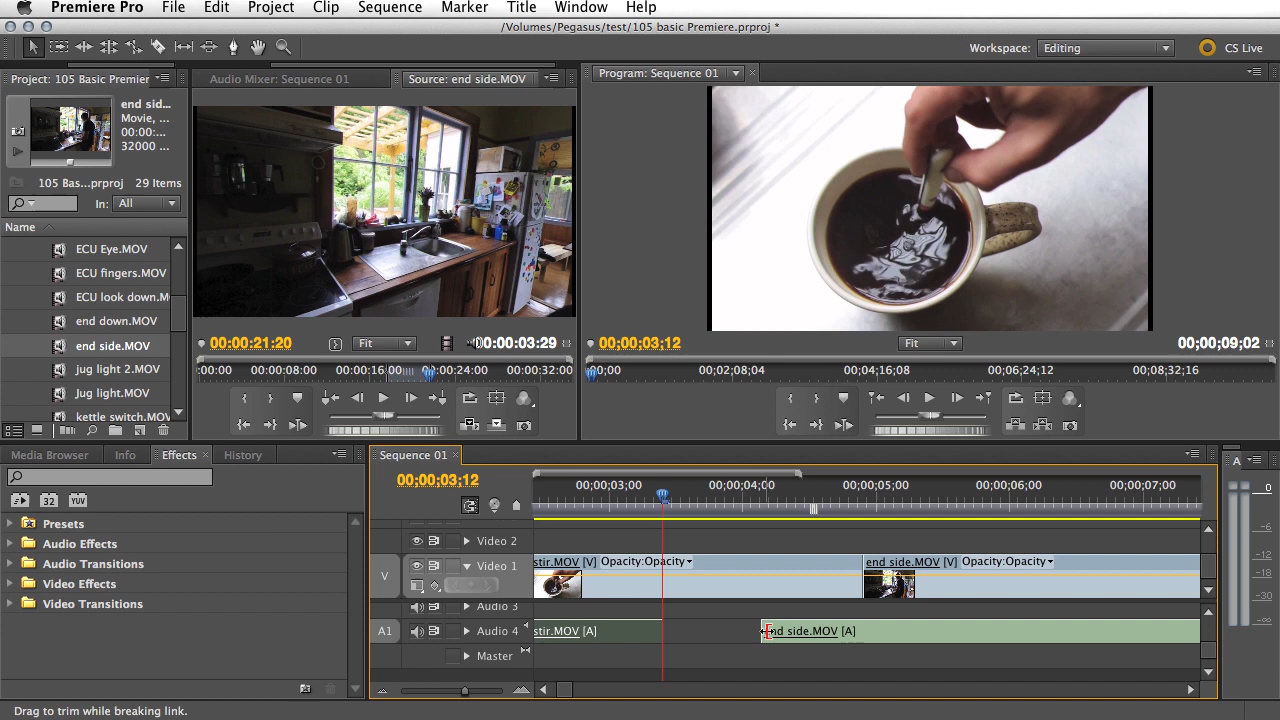 Premiere Pro File Edit Project Clip Sequence Marker Title Window Help
/Volumes/Pegasus/test/105 basic Premiere.prproj *
Workspace: Editing CS Live
Project: 105 Basic Premier
Audio Mixer: Sequence 01
Source: end side.MOV
Program: Sequence 01
end sid...
Movie, ...
00:00:...
32000 ...
105 Bas...prproj 29 Items
In: All
Name
ECU Eye.MOV
ECU fingers.MOV
ECU look down.M
end down.MOV
end side.MOV
jug light 2.MOV
Jug light.MOV
kettle switch.MOV
00:00:21:20 Fit 00:00:03:29
:00:00 00:00:08:00 00:00:16:00 00:00:24:00 00:00:32:00
00;00;03;12 Fit 00;00;09;02
;00;00 00;02;08;04 00;04;16;08 00;06;24;12 00;08;32;16
Media Browser Info Effects × History
32 YUV
Presets
Audio Effects
Audio Transitions
Video Effects
Video Transitions
Sequence 01 ×
00;00;03;12
00;00;03;00 00;00;04;00 00;00;05;00 00;00;06;00 00;00;07;00
Video 2
V Video 1
stir.MOV [V] Opacity:Opacity
end side.MOV [V] Opacity:Opacity
Audio 3
A1 Audio 4
stir.MOV [A]
nd side.MOV [A]
Master
A
0
-6
-12
-18
-30
-∞
Drag to trim while breaking link.